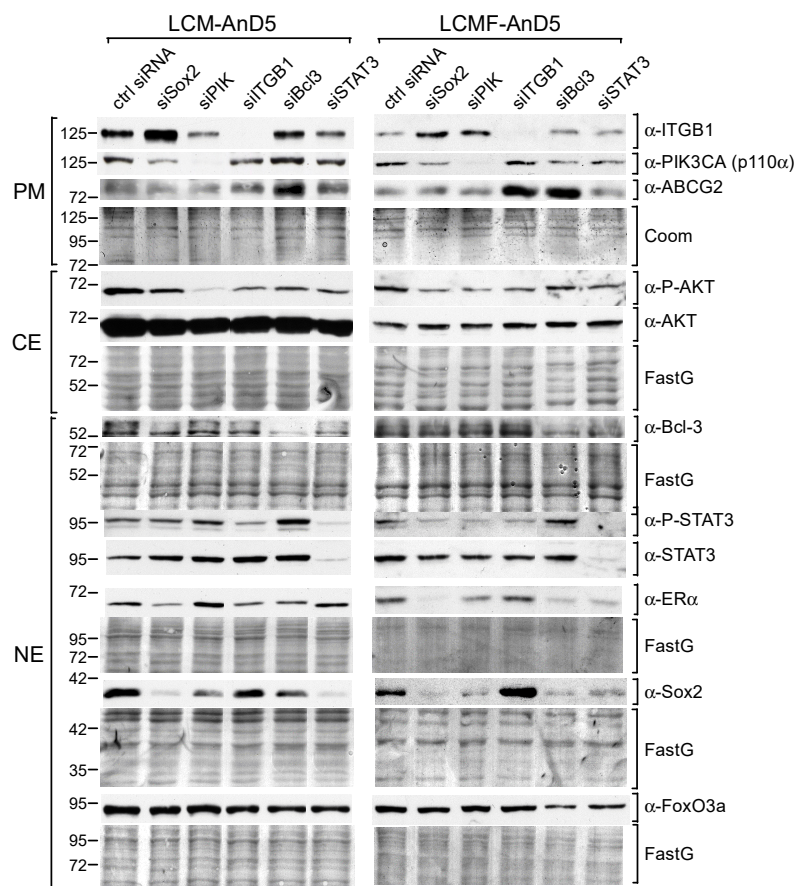 LCM-AnD5 LCMF-AnD5
ctrl siRNA siSox2 siPIK siITGB1 siBcl3 siSTAT3 ctrl siRNA siSox2 siPIK siITGB1 siBcl3 siSTAT3
125 α-ITGB1
125 α-PIK3CA (p110α)
PM
72 α-ABCG2
125
95 Coom
72
72 α-P-AKT
72 α-AKT
CE
72
52 FastG
52 α-Bcl-3
72
52 FastG
95 α-P-STAT3
95 α-STAT3
72 α-ERα
NE
95 FastG
72
42 α-Sox2
42 FastG
35
95 α-FoxO3a
95 FastG
72